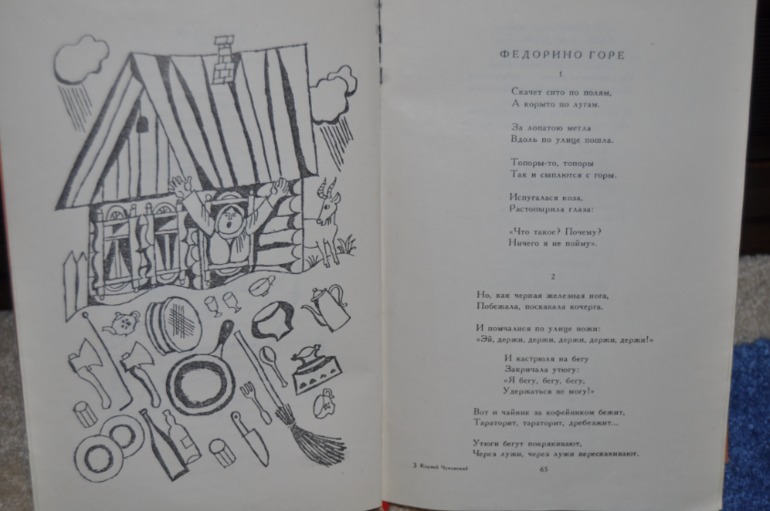 ФЕДОРИНО ГОРЕ
1
Скачет сито по полям,
А корыто по лугам.
За лопатою метла
Вдоль по улице пошла.
Топоры-то, топоры
Так и сыплются с горы.
Испугалася коза,
Растопырила глаза:
«Что такое? Почему?
Ничего я не пойму».
2
Но, как черная железная нога,
Побежала, поскакала кочерга.
И помчалися по улице ножи:
«Эй, держи, держи, держи, держи, держи!»
И кастрюля на бегу
Закричала утюгу:
«Я бегу, бегу, бегу,
Удержаться не могу!»
Вот и чайник за кофейником бежит,
Тараторит, тараторит, дребезжит...
Утюги бегут покрякивают,
Через лужи, через лужи перескакивают.
3 Корней Чуковский
65